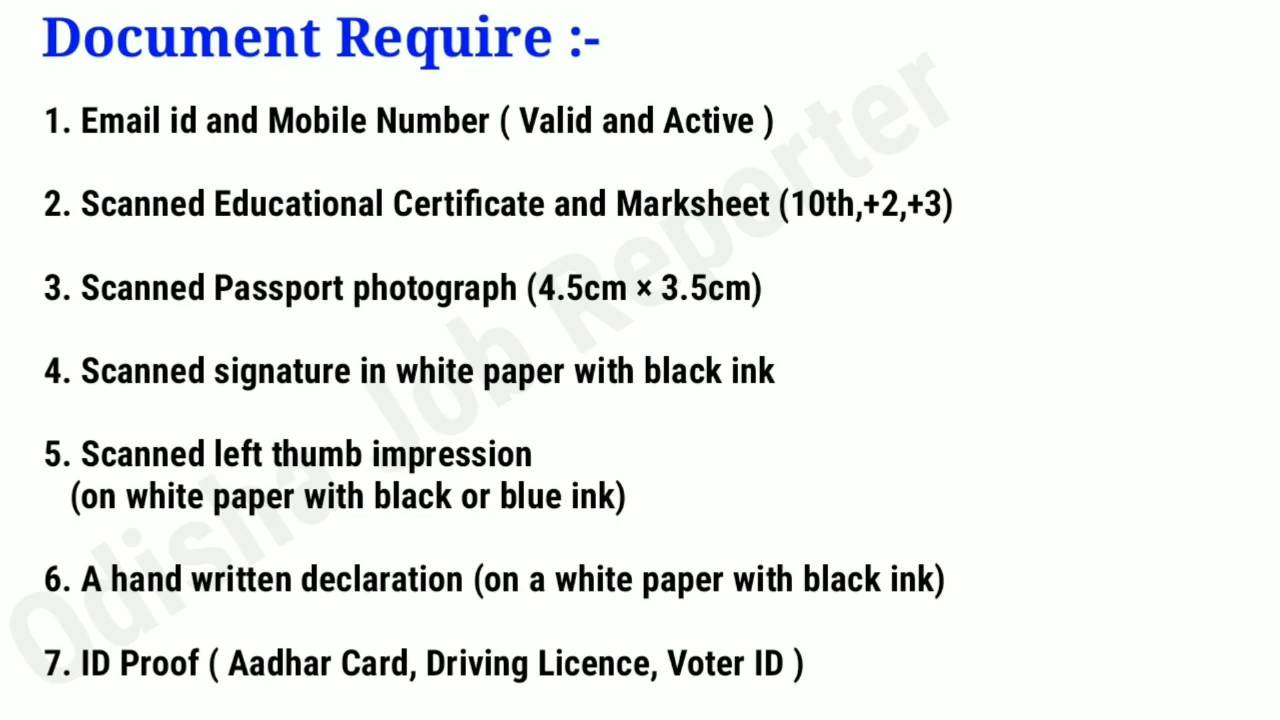 Document Require :-
1. Email id and Mobile Number ( Valid and Active )
2. Scanned Educational Certificate and Marksheet (10th,+2,+3)
3. Scanned Passport photograph (4.5cm × 3.5cm)
4. Scanned signature in white paper with black ink
5. Scanned left thumb impression
(on white paper with black or blue ink)
6. A hand written declaration (on a white paper with black ink)
7. ID Proof ( Aadhar Card, Driving Licence, Voter ID )
Odisha Job Reporter